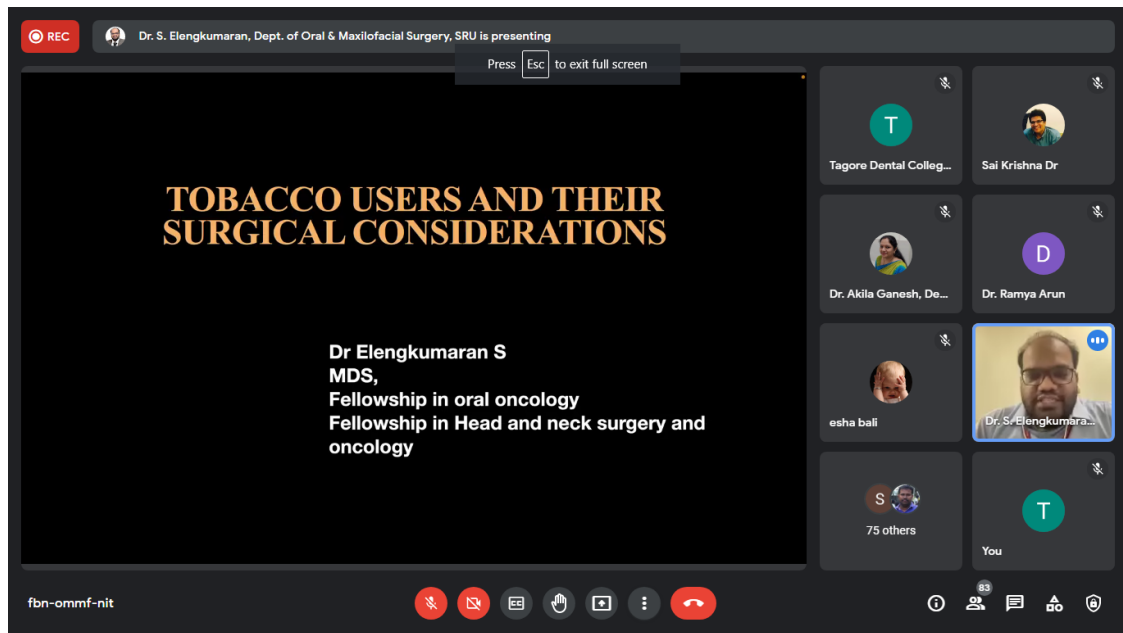 REC
Dr. S. Elengkumaran, Dept. of Oral & Maxilofacial Surgery, SRU is presenting
Press Esc to exit full screen
TOBACCO USERS AND THEIR
SURGICAL CONSIDERATIONS
Dr Elengkumaran S
MDS,
Fellowship in oral oncology
Fellowship in Head and neck surgery and
oncology
T
Tagore Dental Colleg...
Sai Krishna Dr
Dr. Akila Ganesh, De...
D
Dr. Ramya Arun
esha bali
Dr. S. Elengkumara...
S
75 others
T
You
fbn-ommf-nit
CC
83